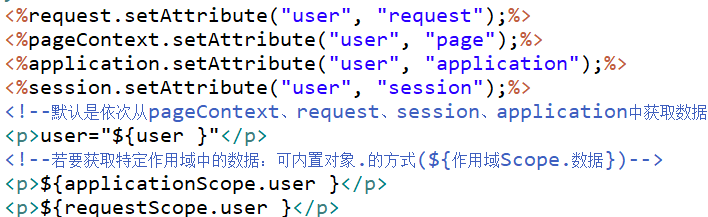 <%request.setAttribute("user", "request");%>
<%pageContext.setAttribute("user", "page");%>
<%application.setAttribute("user", "application");%>
<%session.setAttribute("user", "session");%>
<!--默认是依次从pageContext、request、session、application中获取数据
<p>user="${user }"</p>
<!--若要获取特定作用域中的数据：可内置对象.的方式(${作用域Scope.数据})-->
<p>${applicationScope.user }</p>
<p>${requestScope.user }</p>